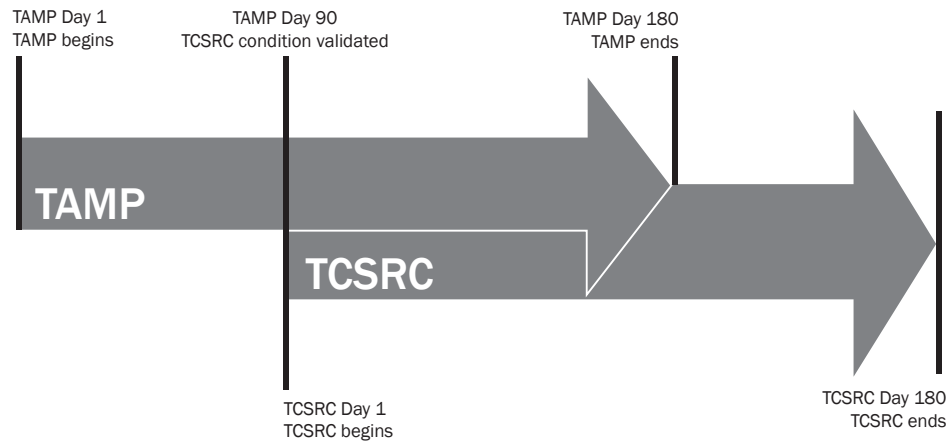 TAMP Day 1
TAMP begins
TAMP Day 90
TCSRC condition validated
TAMP Day 180
TAMP ends
TAMP
TCSRC
TCSRC Day 1
TCSRC begins
TCSRC Day 180
TCSRC ends